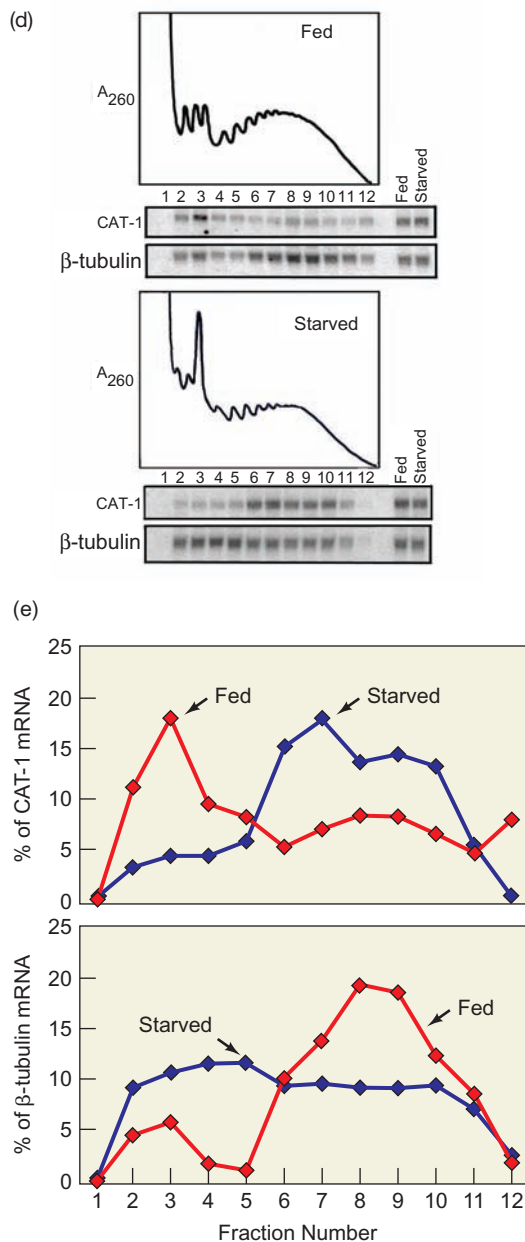 (d)
Fed
A260
1 2 3 4 5 6 7 8 9 10 11 12 Fed Starved
CAT-1
β-tubulin
Starved
A260
1 2 3 4 5 6 7 8 9 10 11 12 Fed Starved
CAT-1
β-tubulin
(e)
% of CAT-1 mRNA
25
20
15
10
5
0
Fed
Starved
% of β-tubulin mRNA
25
20
15
10
5
0
Starved
Fed
1 2 3 4 5 6 7 8 9 10 11 12
Fraction Number